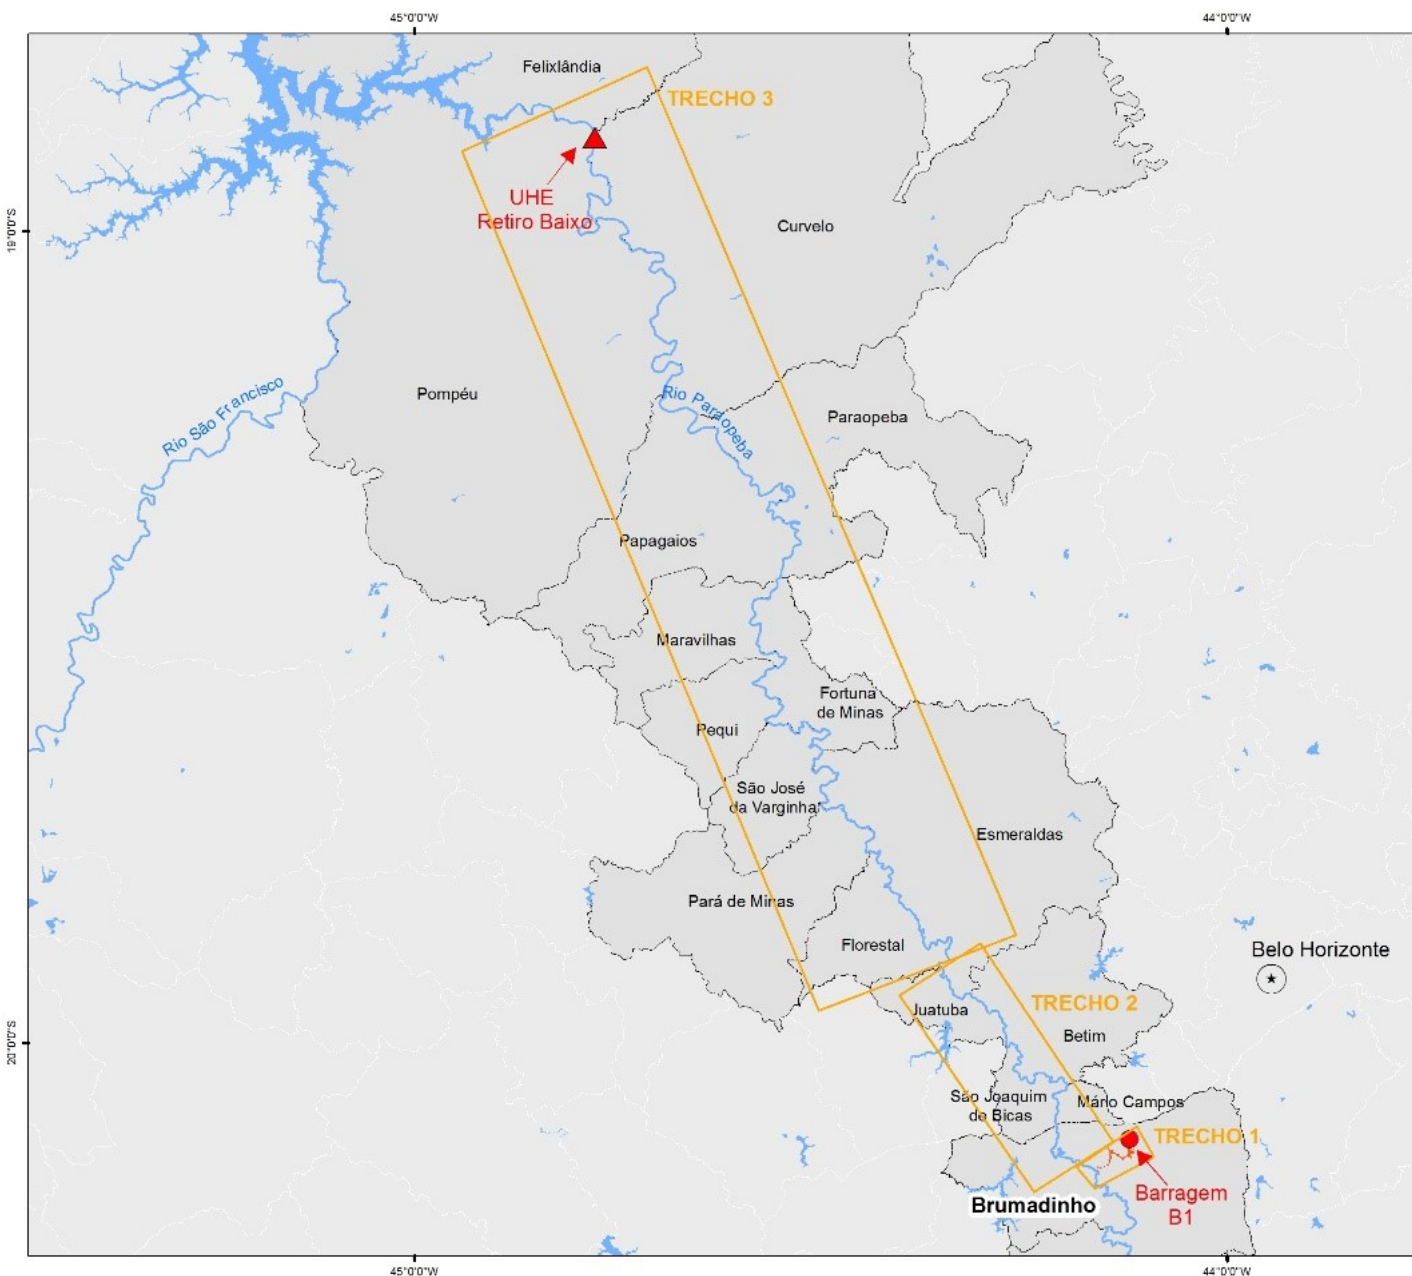 45°0'0"W
44°0'0"W
Felixlândia
TRECHO 3
UHE
Retiro Baixo
19°0'0"S
Curvelo
Pompéu
Rio São Francisco
Rio Paraopeba
Paraopeba
Papagaios
Maravilhas
Fortuna
de Minas
Pequi
São José
da Varginha
Esmeraldas
Pará de Minas
Florestal
Belo Horizonte
TRECHO 2
Juatuba
Betim
20°0'0"S
São Joaquim
de Bicas
Mário Campos
TRECHO 1
Barragem
B1
Brumadinho
45°0'0"W
44°0'0"W